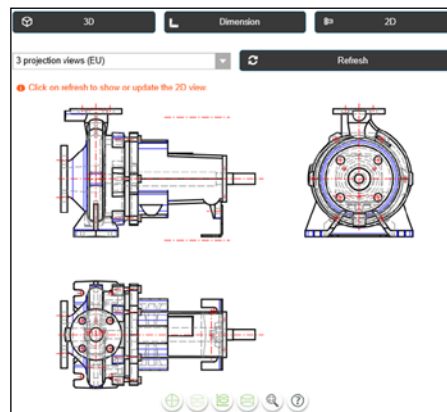 3D
Dimension
2D
3 projection views (EU)
Refresh
Click on refresh to show or update the 2D view.